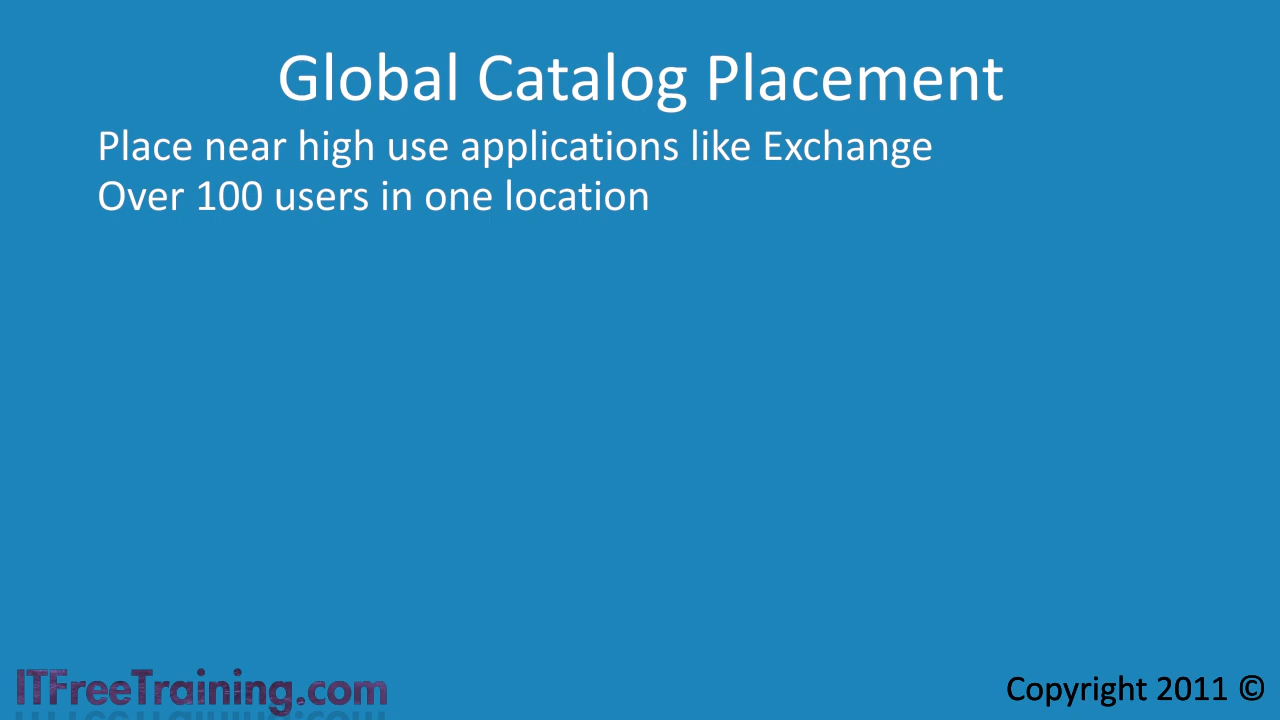 Global Catalog Placement
Place near high use applications like Exchange
Over 100 users in one location
ITFreeTraining.com
Copyright 2011 ©